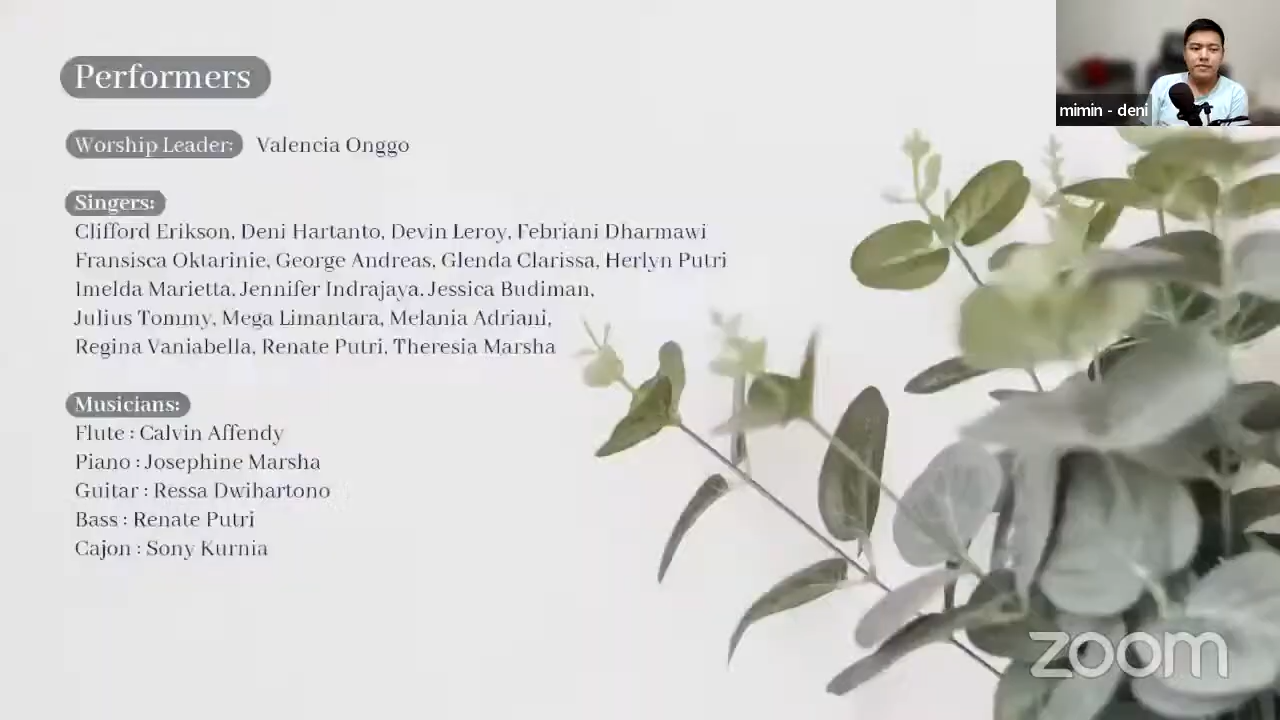 Performers
Worship Leader: Valencia Onggo
Singers:
Clifford Erikson, Deni Hartanto, Devin Leroy, Febriani Dharmawi
Fransisca Oktarinie, George Andreas, Glenda Clarissa, Herlyn Putri
Imelda Marietta, Jennifer Indrajaya, Jessica Budiman,
Julius Tommy, Mega Limantara, Melania Adriani,
Regina Vaniabella, Renate Putri, Theresia Marsha
Musicians:
Flute : Calvin Affendy
Piano : Josephine Marsha
Guitar : Ressa Dwihartono
Bass : Renate Putri
Cajon : Sony Kurnia
mimin - deni
zoom